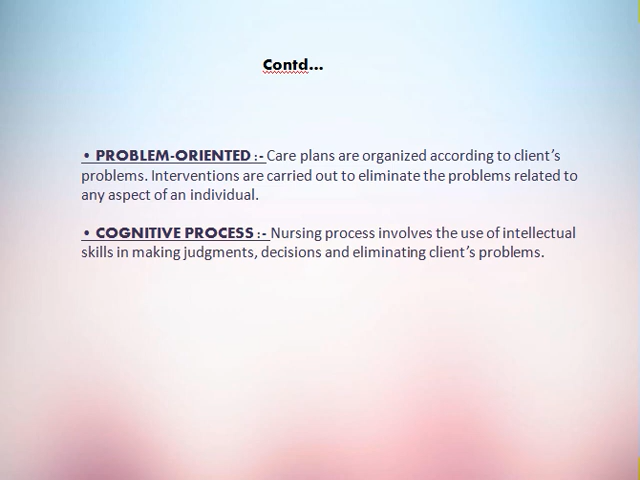 Contd...
• PROBLEM-ORIENTED :- Care plans are organized according to client’s
problems. Interventions are carried out to eliminate the problems related to
any aspect of an individual.
• COGNITIVE PROCESS :- Nursing process involves the use of intellectual
skills in making judgments, decisions and eliminating client’s problems.